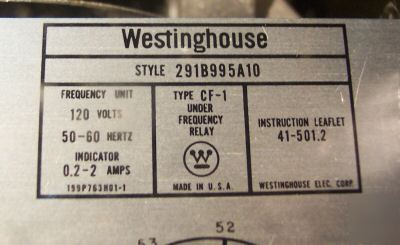 Westinghouse
STYLE 291B995A10
FREQUENCY UNIT
120 VOLTS
50-60 HERTZ
INDICATOR
0.2-2 AMPS
199P763H01-1
TYPE CF-1
UNDER
FREQUENCY
RELAY
W
MADE IN U.S.A.
INSTRUCTION LEAFLET
41-501.2
WESTINGHOUSE ELEC. CORP.
52
53